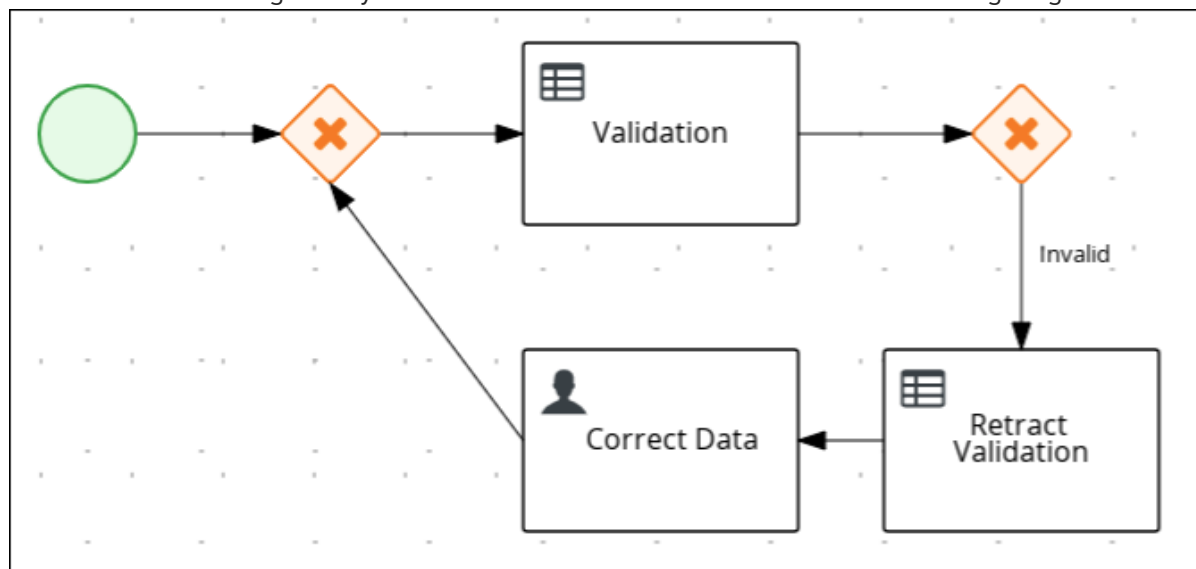 Validation
Invalid
Correct Data
Retract
Validation